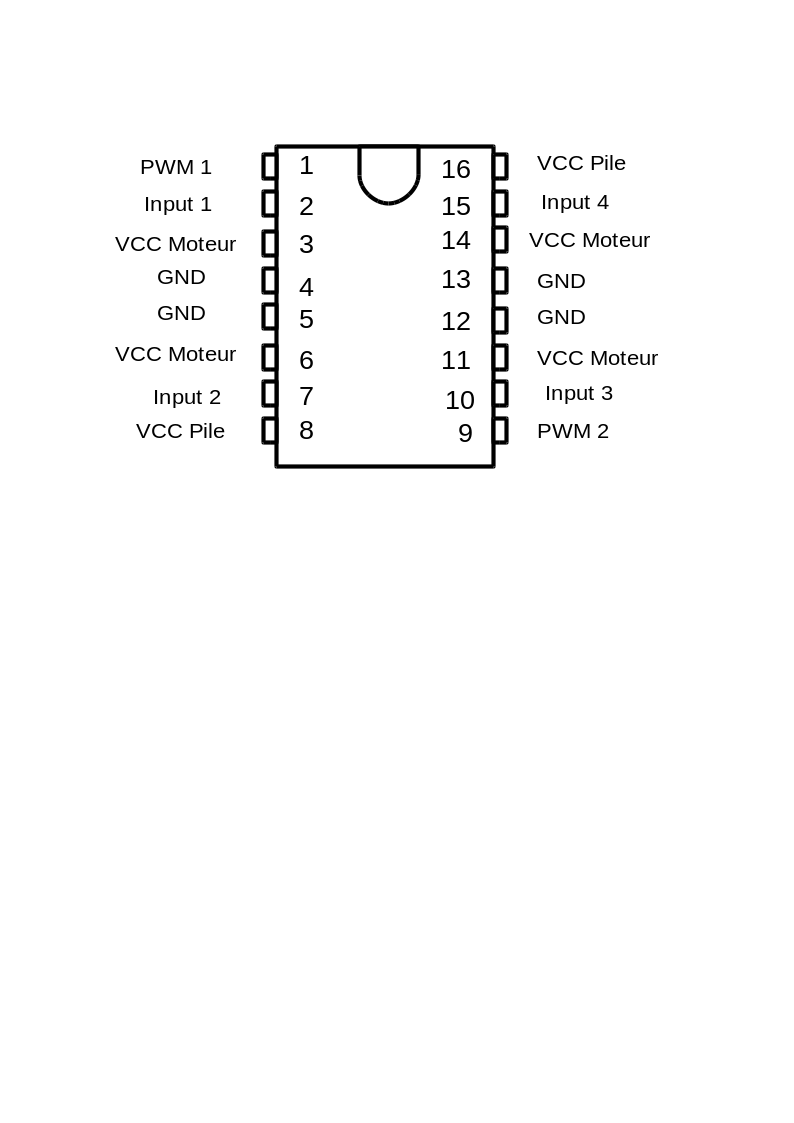 PWM 1 1 16 VCC Pile
Input 1 2 15 Input 4
VCC Moteur 3 14 VCC Moteur
GND 4 13 GND
GND 5 12 GND
VCC Moteur 6 11 VCC Moteur
Input 2 7 10 Input 3
VCC Pile 8 9 PWM 2